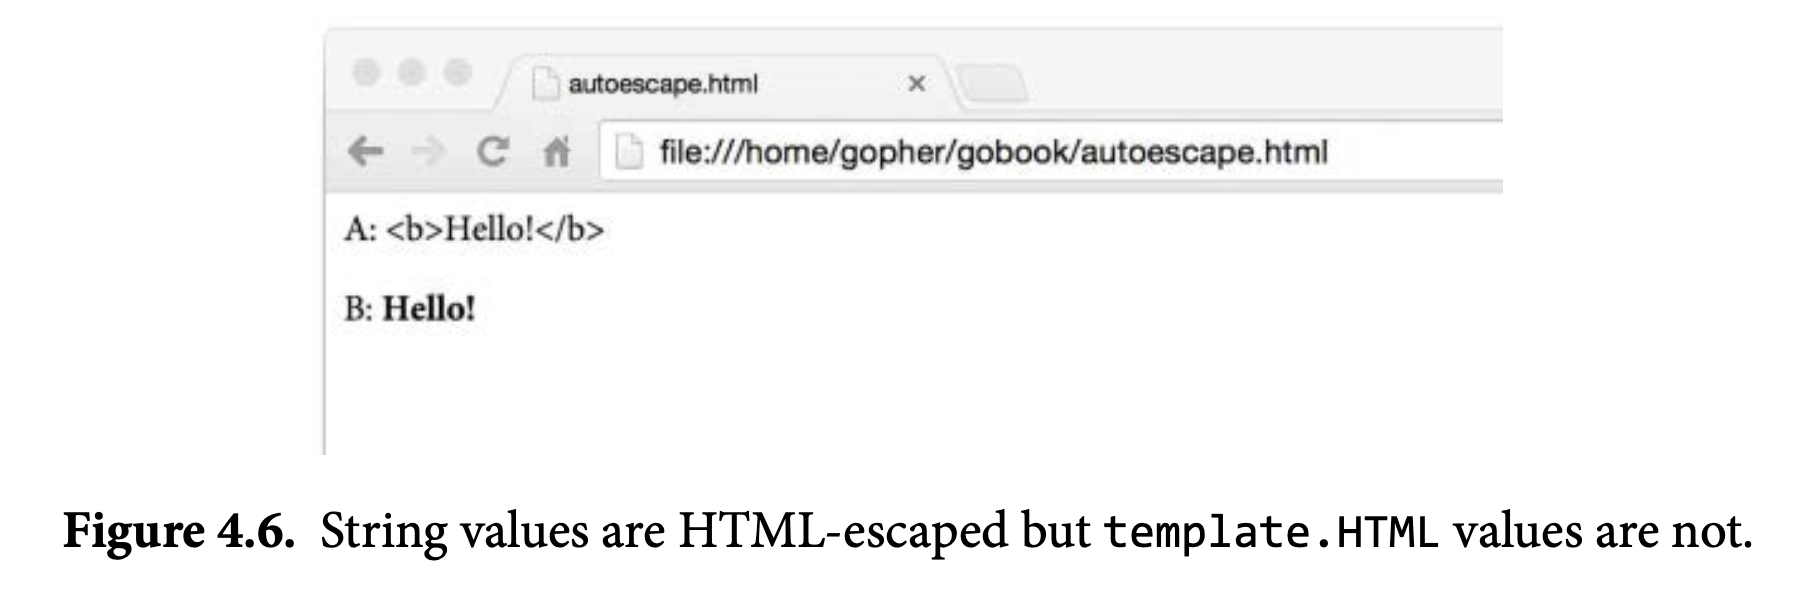 autoescape.html
file:///home/gopher/gobook/autoescape.html
A: <b>Hello!</b>
B: Hello!
Figure 4.6. String values are HTML-escaped but template.HTML values are not.